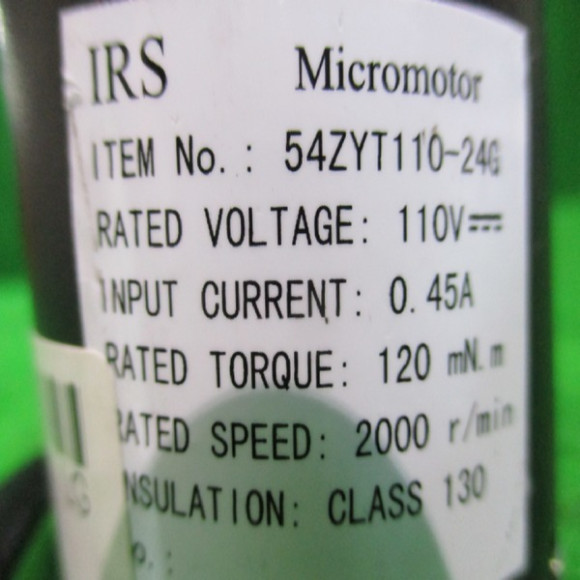 IRS Micromotor
ITEM No.: 54ZYT110-24G
RATED VOLTAGE: 110V⎓
INPUT CURRENT: 0.45A
RATED TORQUE: 120 mN.m
RATED SPEED: 2000 r/min
INSULATION: CLASS 130